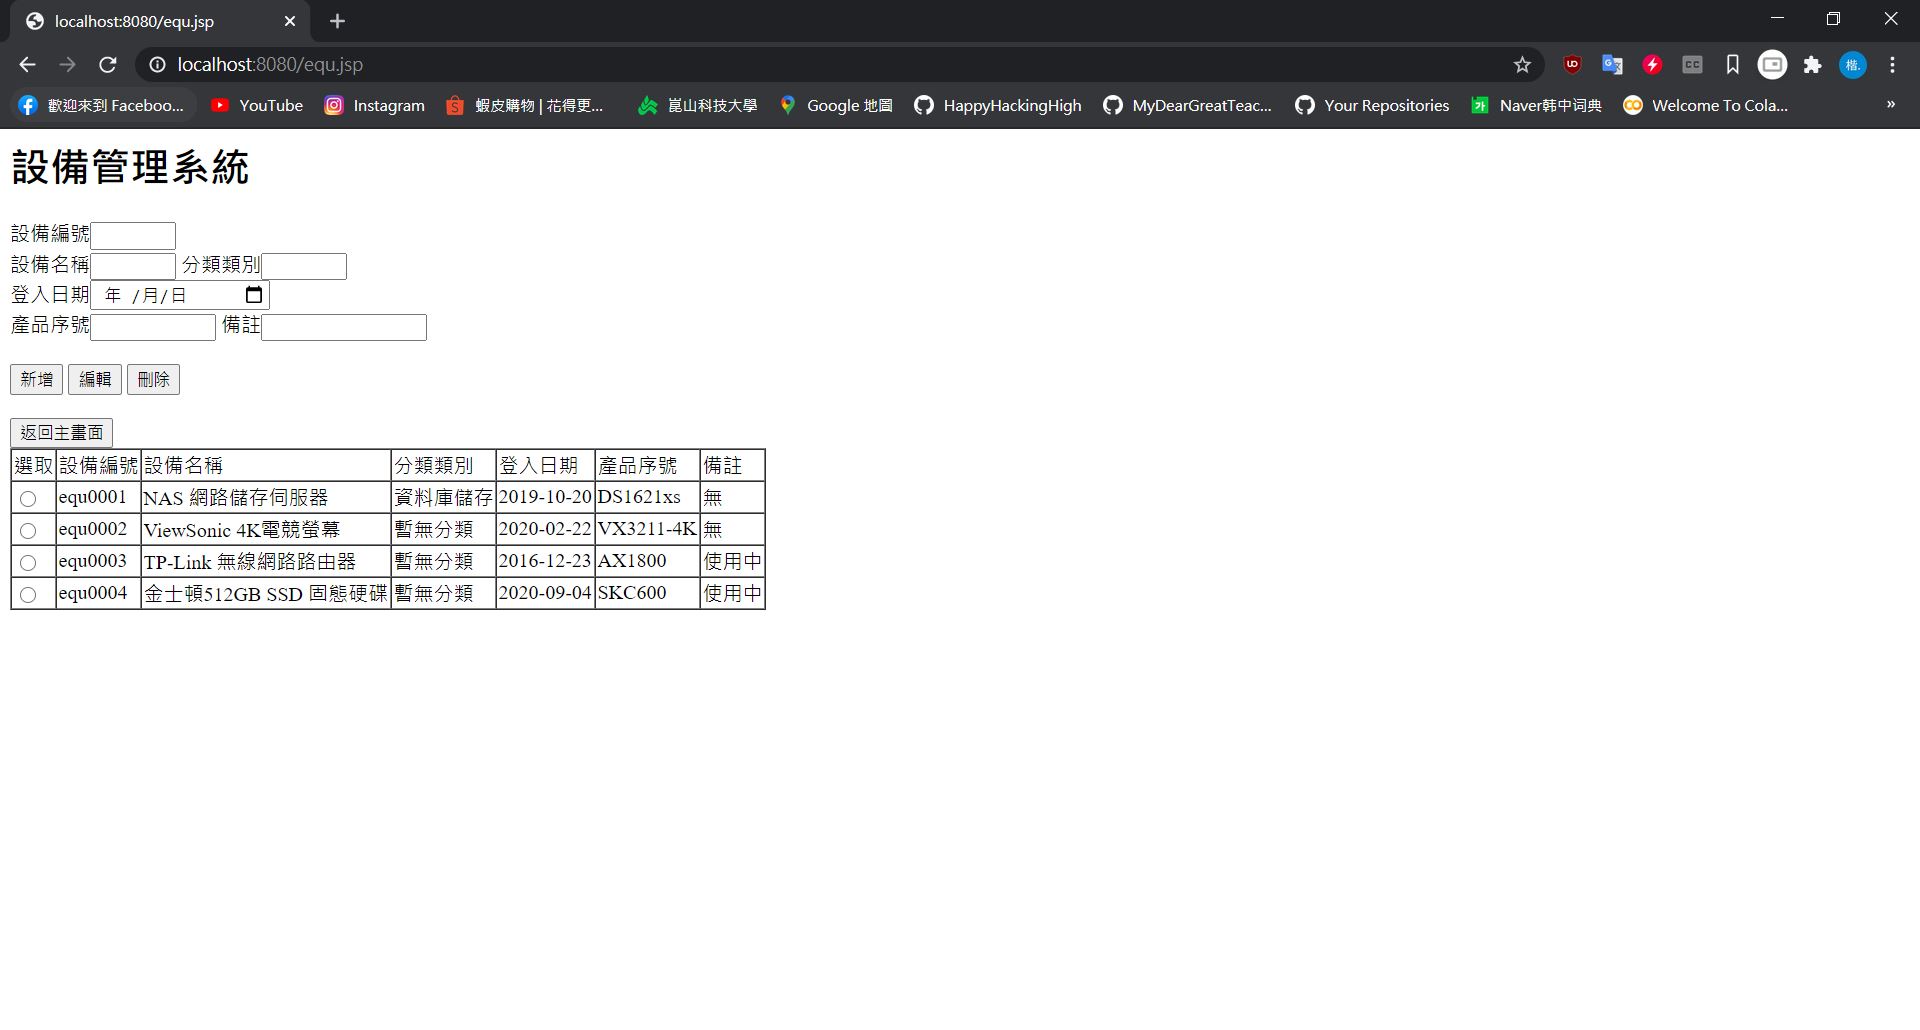 localhost:8080/equ.jsp
localhost:8080/equ.jsp
歡迎來到 Faceboo... YouTube Instagram 蝦皮購物 | 花得更... 崑山科技大學 Google 地圖 HappyHackingHigh MyDearGreatTeac... Your Repositories Naver韩中词典 Welcome To Cola... »
設備管理系統
設備編號
設備名稱 分類類別
登入日期 年 /月/日
產品序號 備註
新增 編輯 刪除
返回主畫面
選取 設備編號 設備名稱 分類類別 登入日期 產品序號 備註
equ0001 NAS 網路儲存伺服器 資料庫儲存 2019-10-20 DS1621xs 無
equ0002 ViewSonic 4K電競螢幕 暫無分類 2020-02-22 VX3211-4K 無
equ0003 TP-Link 無線網路路由器 暫無分類 2016-12-23 AX1800 使用中
equ0004 金士頓512GB SSD 固態硬碟 暫無分類 2020-09-04 SKC600 使用中